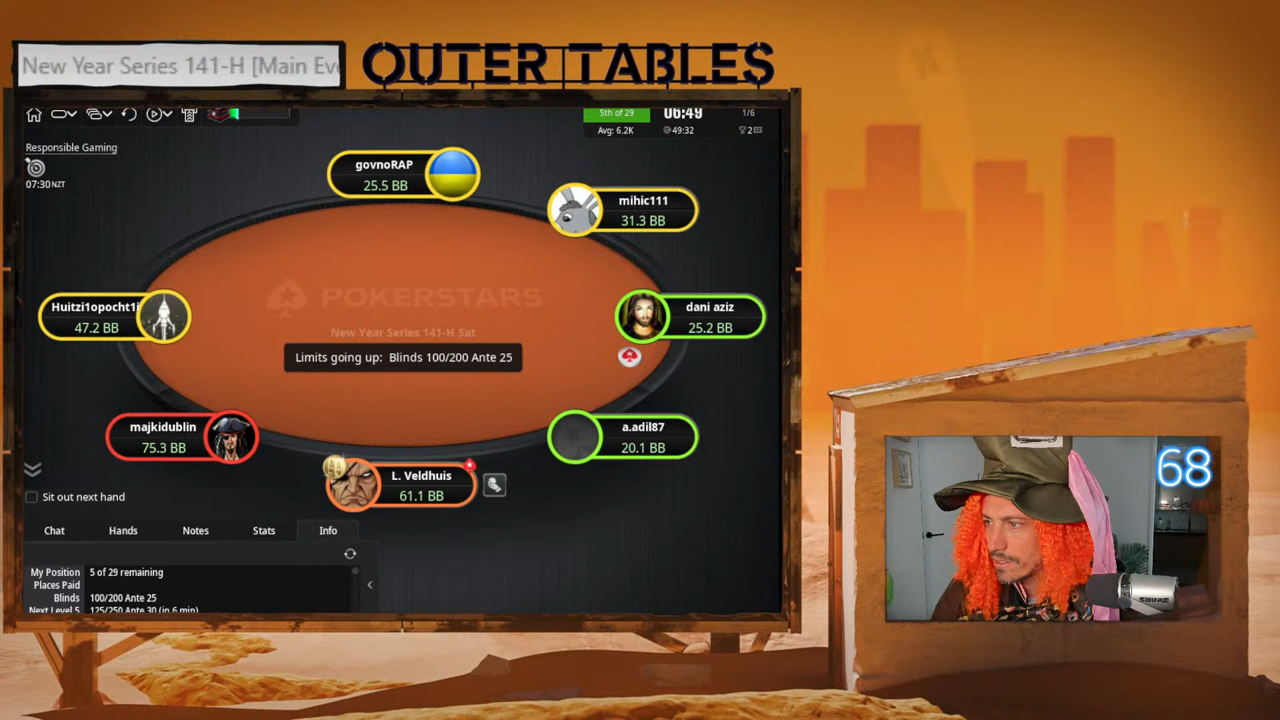 New Year Series 141-H [Main Eve
OUTER TABLES
5th of 29
06:49
1/6
Avg: 6.2K
49:32
2
Responsible Gaming
07:30 NZT
govnoRAP
25.5 BB
mihic111
31.3 BB
Huitzi1opocht1i
47.2 BB
dani aziz
25.2 BB
POKERSTARS
New Year Series 141-H Sat
Limits going up: Blinds 100/200 Ante 25
majkidublin
75.3 BB
a.adil87
20.1 BB
L. Veldhuis
61.1 BB
68
Sit out next hand
Chat Hands Notes Stats Info
My Position 5 of 29 remaining
Places Paid
Blinds 100/200 Ante 25
Next Level 5 125/250 Ante 30 (in 6 min)
SHURE